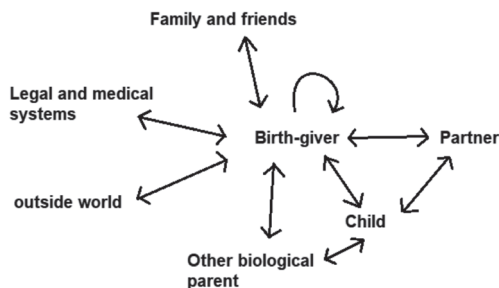 Family and friends
Legal and medical
systems
Birth-giver
Partner
outside world
Child
Other biological
parent